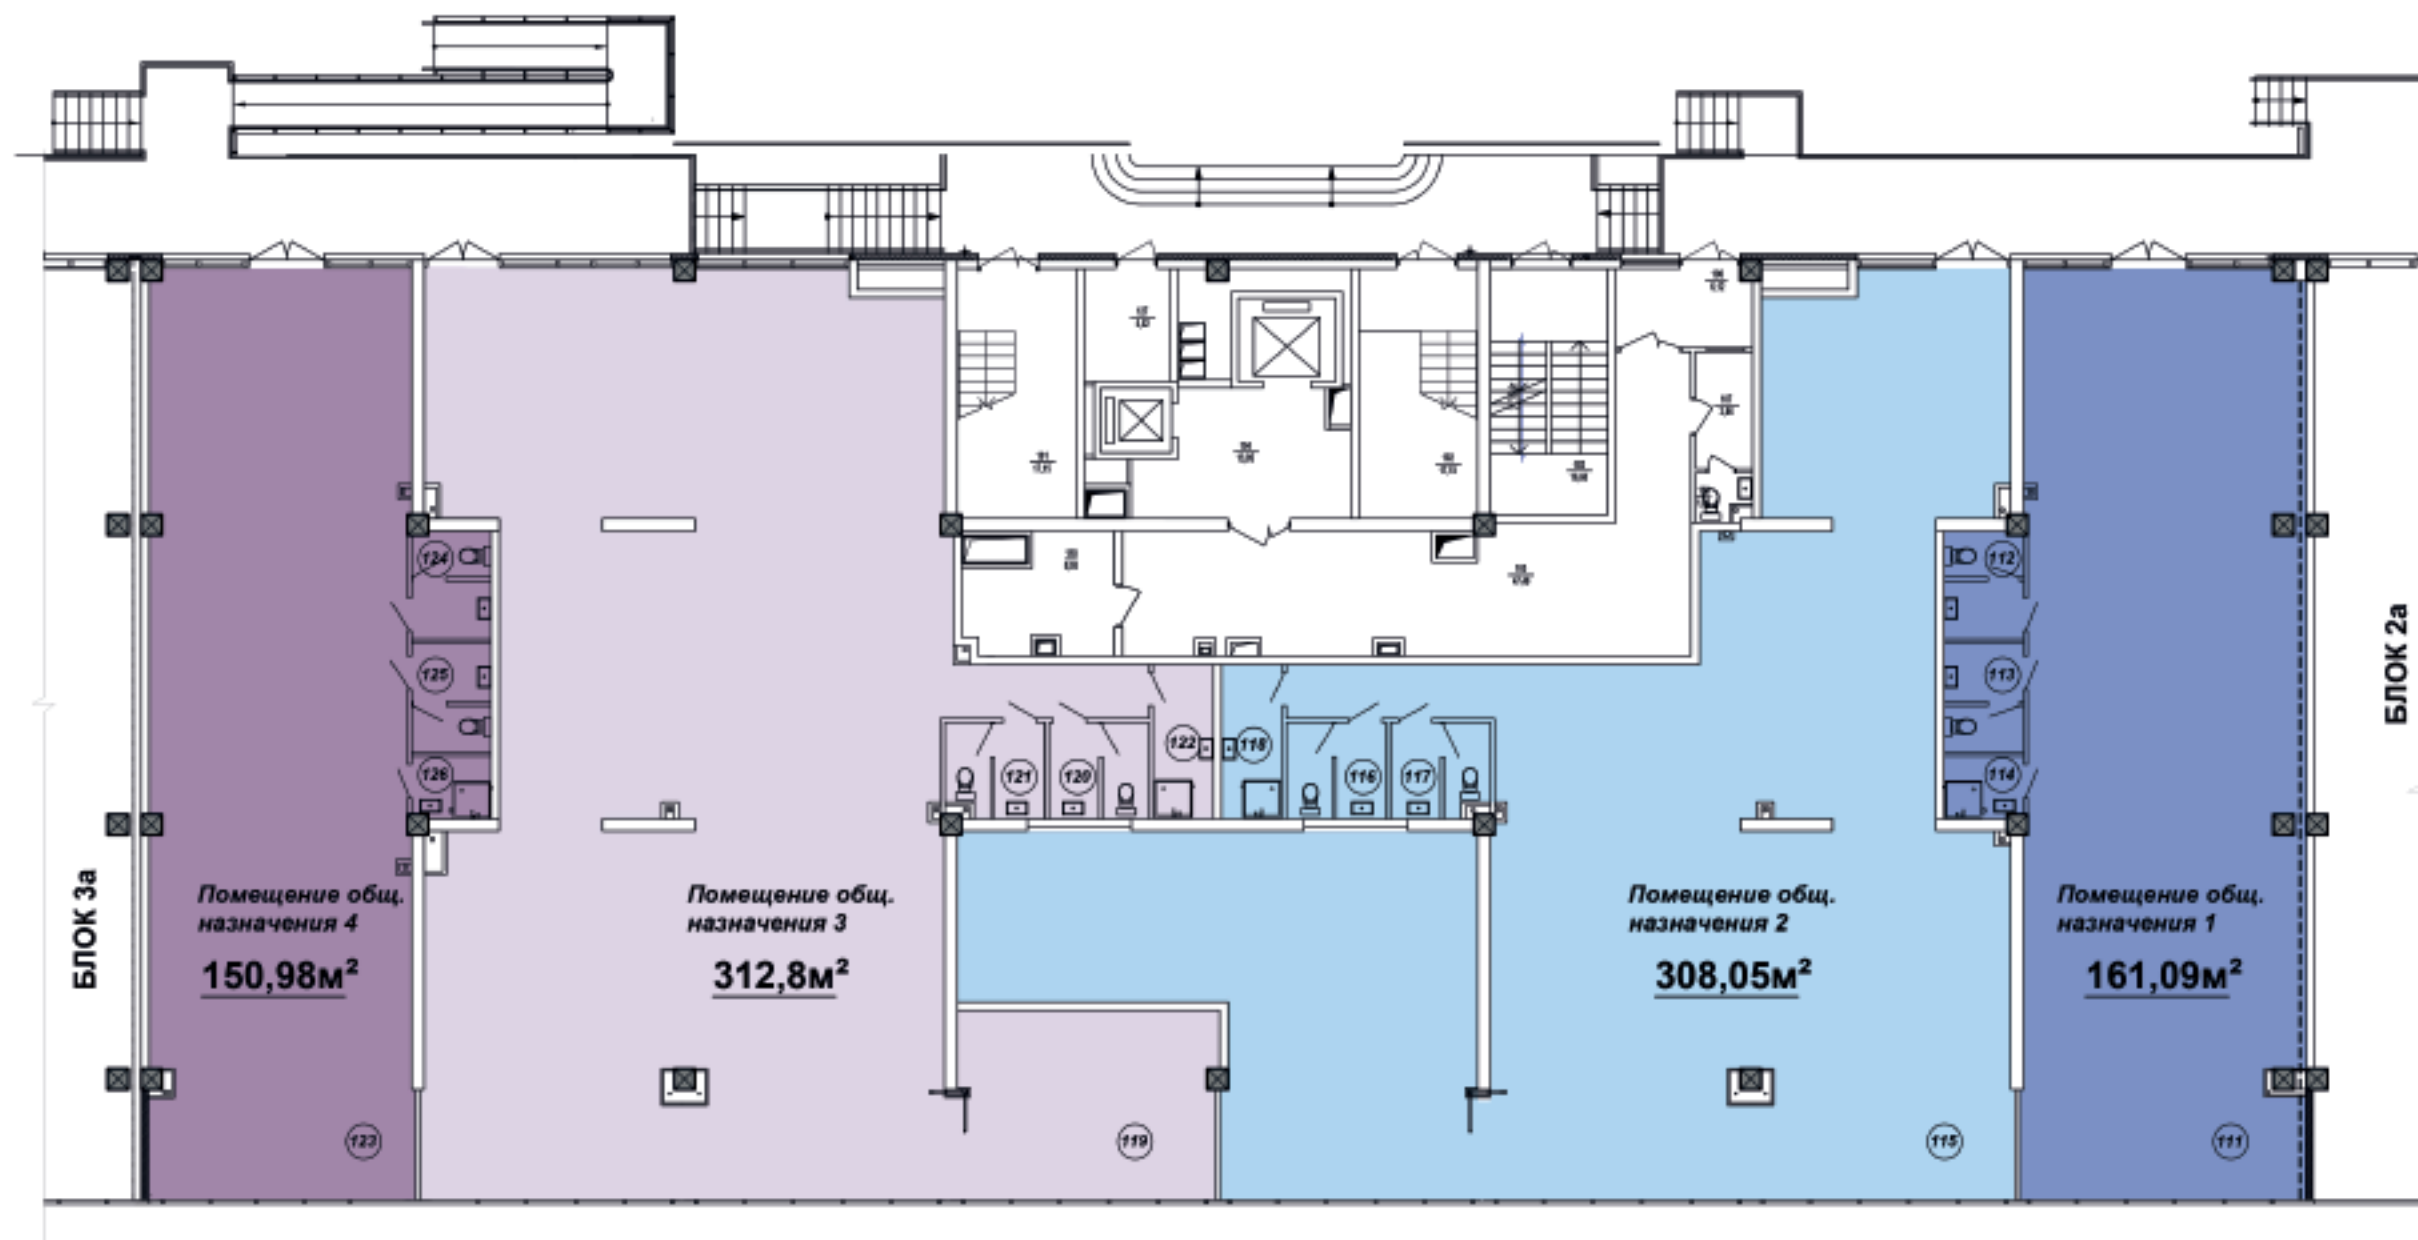 124
112
125
113
122
118
121
120
116
117
126
114
БЛОК 2а
БЛОК 3а
Помещение общ.
назначения 4
150,98м²
Помещение общ.
назначения 3
312,8м²
Помещение общ.
назначения 2
308,05м²
Помещение общ.
назначения 1
161,09м²
123
119
115
111